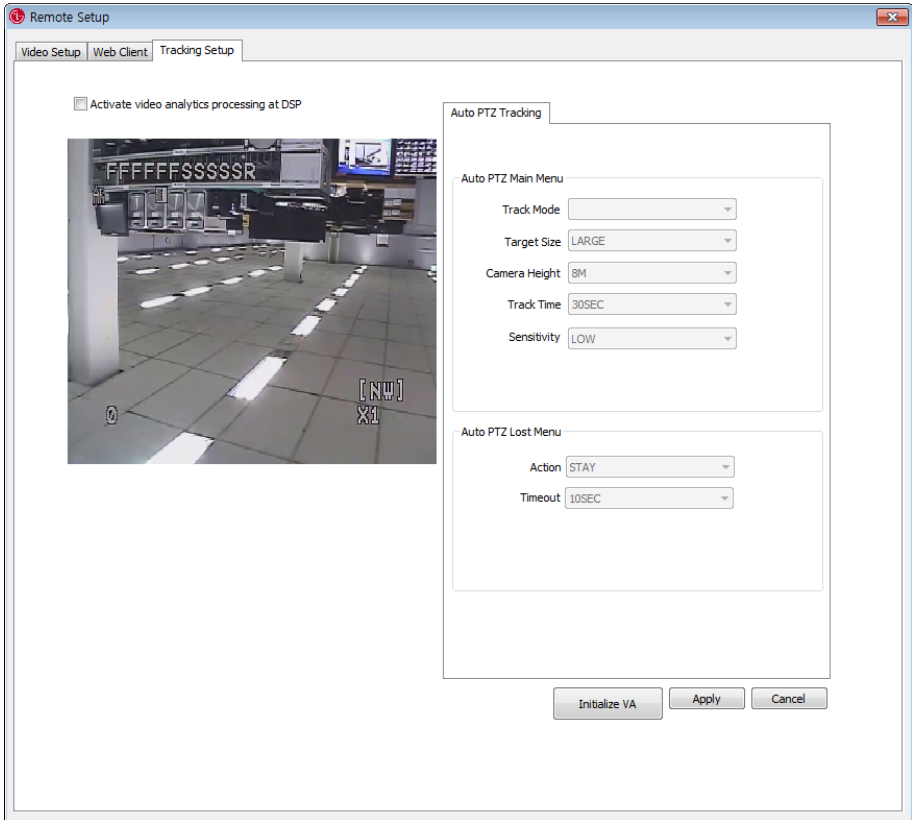 Remote Setup
Video Setup
Web Client
Tracking Setup
Activate video analytics processing at DSP
FFFFFFSSSSSR
AF
[NW]
0
X1
Auto PTZ Tracking
Auto PTZ Main Menu
Track Mode
Target Size LARGE
Camera Height 8M
Track Time 30SEC
Sensitivity LOW
Auto PTZ Lost Menu
Action STAY
Timeout 10SEC
Initialize VA
Apply
Cancel